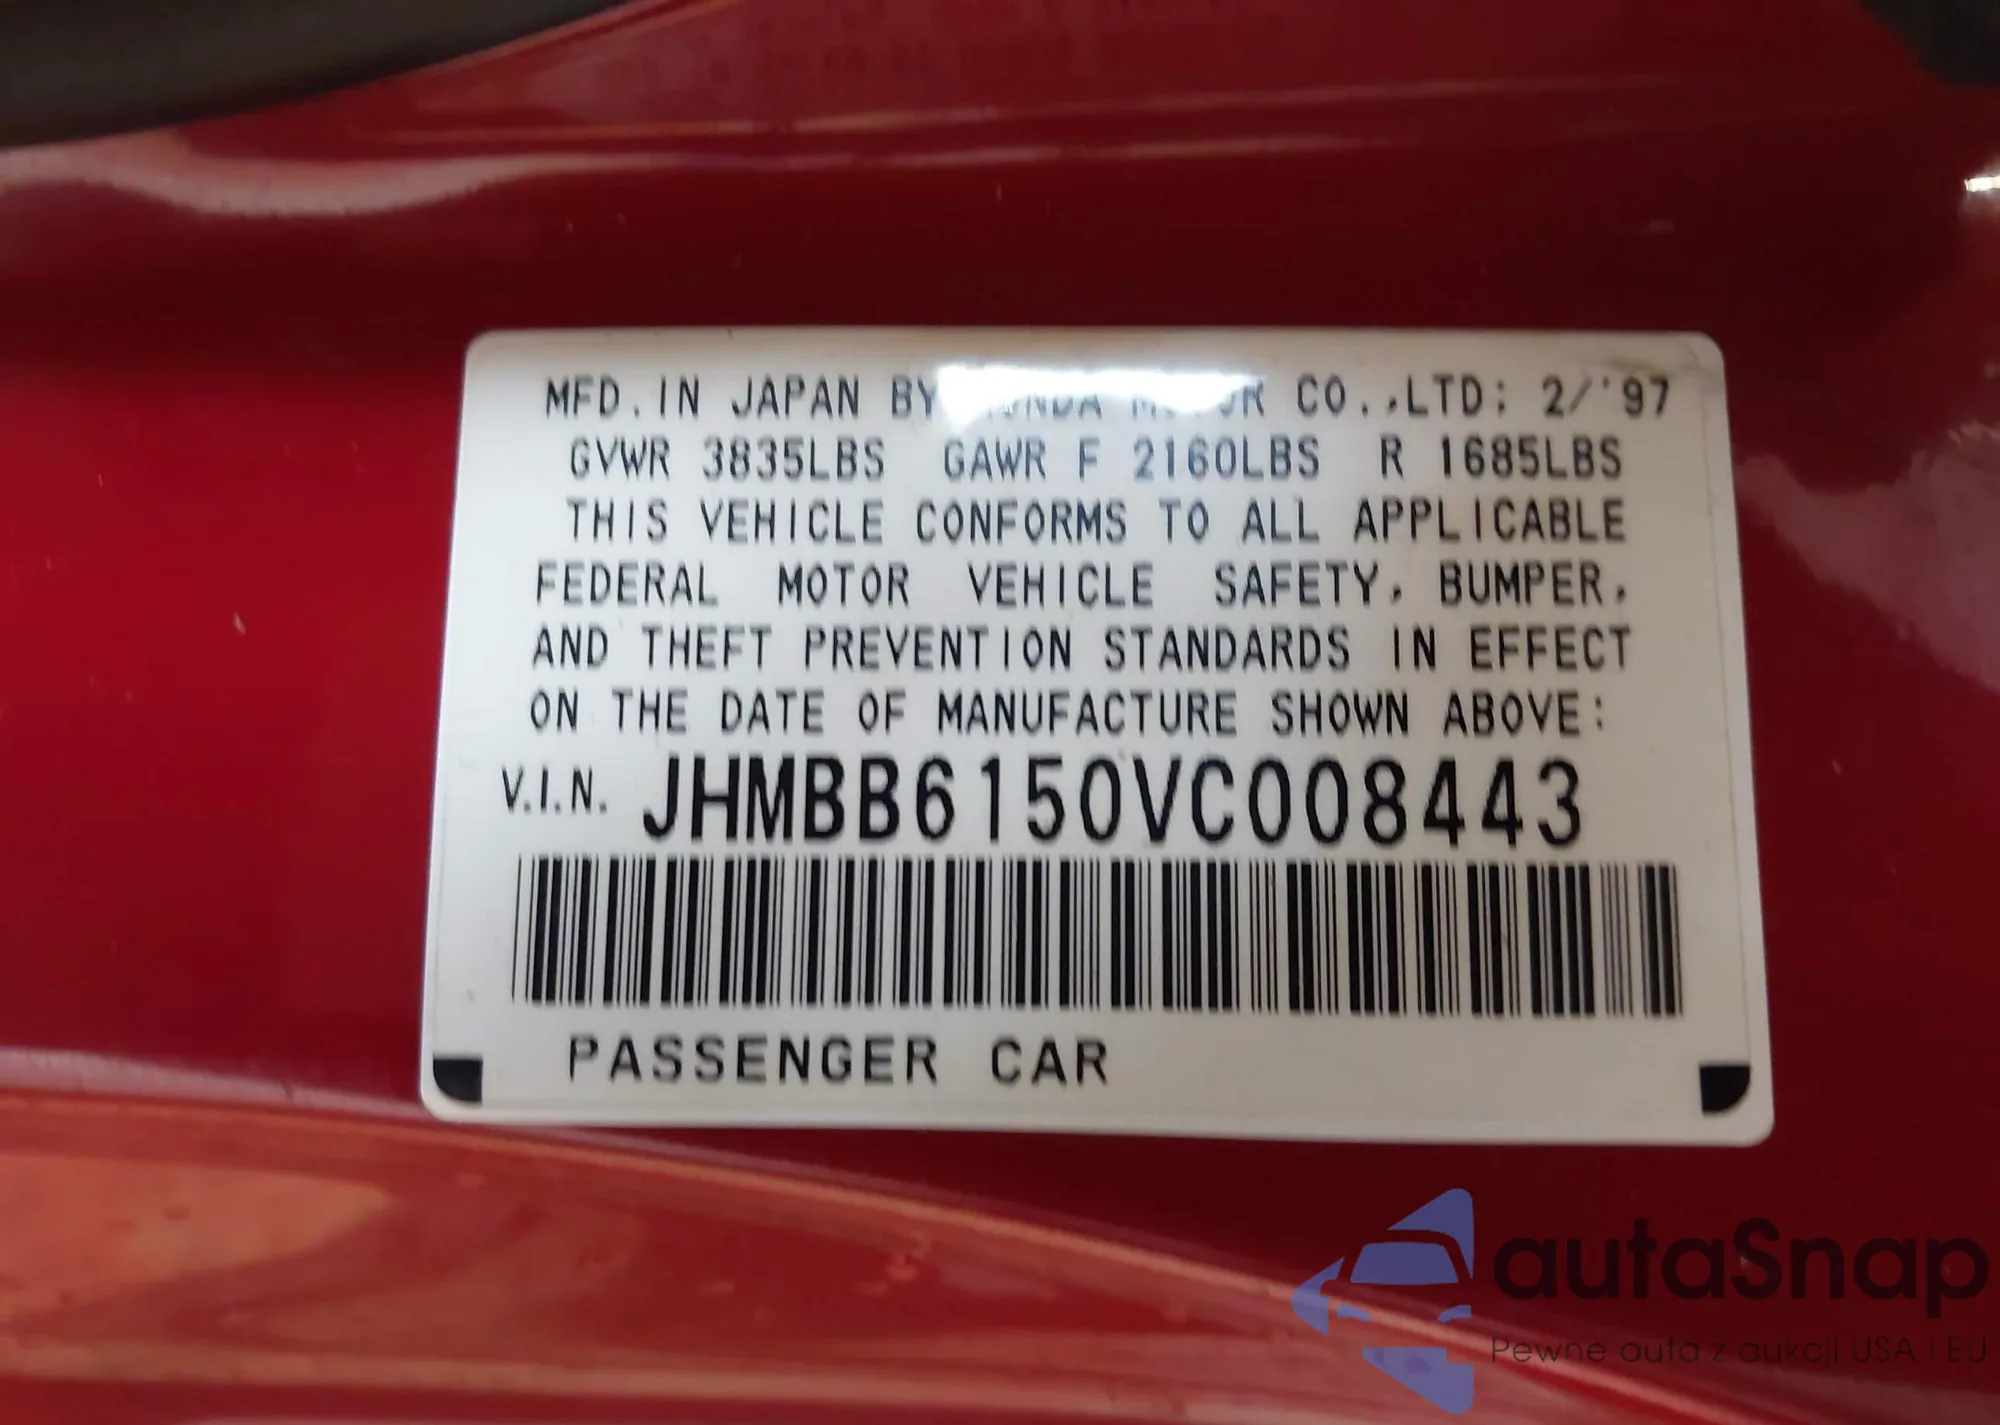 MFD. IN JAPAN BY HONDA MOTOR CO.,LTD: 2/'97
GVWR 3835LBS GAWR F 2160LBS R 1685LBS
THIS VEHICLE CONFORMS TO ALL APPLICABLE
FEDERAL MOTOR VEHICLE SAFETY, BUMPER,
AND THEFT PREVENTION STANDARDS IN EFFECT
ON THE DATE OF MANUFACTURE SHOWN ABOVE:
V.I.N. JHMBB6150VC008443
PASSENGER CAR
autaSnap
Pewne auta z aukcji USA i EU